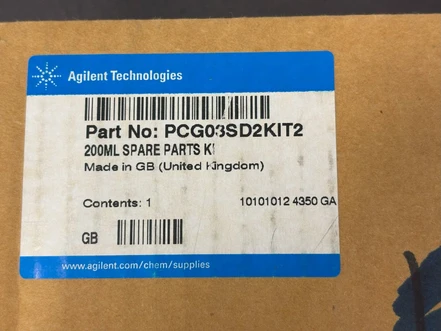 Agilent Technologies
Part No: PCG03SD2KIT2
200ML SPARE PARTS KI
Made in GB (United Kingdom)
Contents: 1
10101012 4350 GA
GB
www.agilent.com/chem/supplies